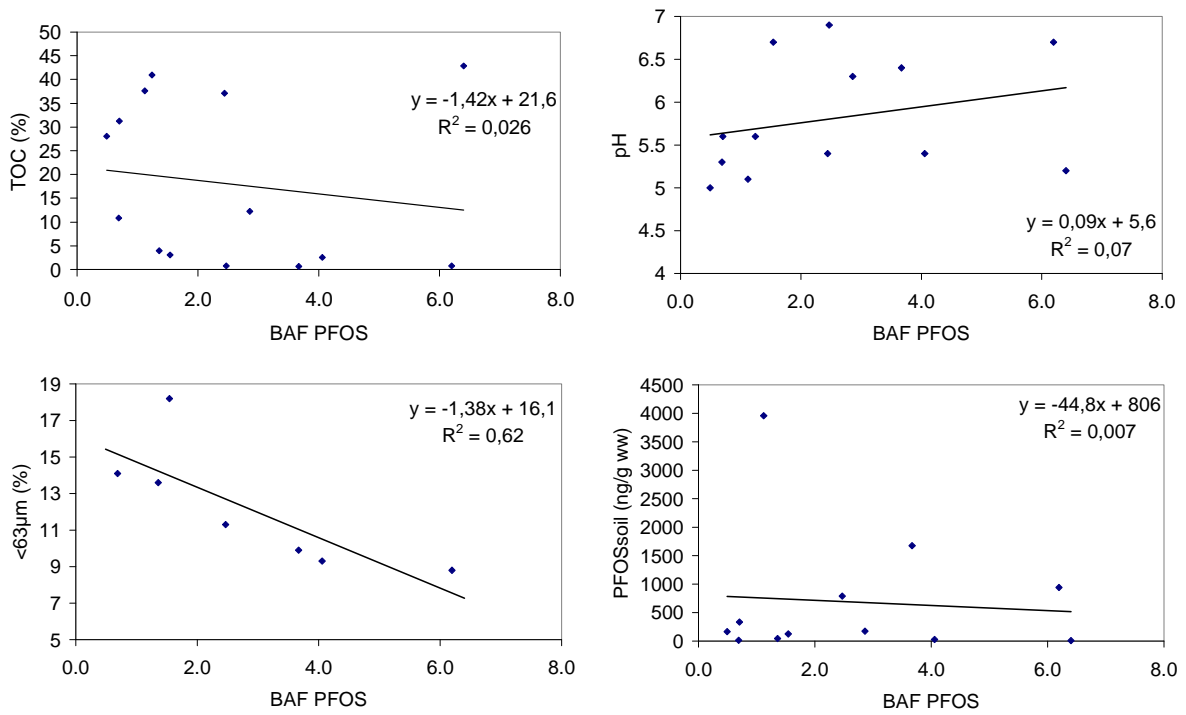 50
45
40
35
30
25
20
15
10
5
0
TOC (%)
y = -1,42x + 21,6
R² = 0,026
0.0 2.0 4.0 6.0 8.0
BAF PFOS
7
6.5
6
5.5
5
4.5
4
pH
y = 0,09x + 5,6
R² = 0,07
0.0 2.0 4.0 6.0 8.0
BAF PFOS
19
17
15
13
11
9
7
5
<63µm (%)
y = -1,38x + 16,1
R² = 0,62
0.0 2.0 4.0 6.0 8.0
BAF PFOS
4500
4000
3500
3000
2500
2000
1500
1000
500
0
PFOSsoil (ng/g ww)
y = -44,8x + 806
R² = 0,007
0.0 2.0 4.0 6.0 8.0
BAF PFOS